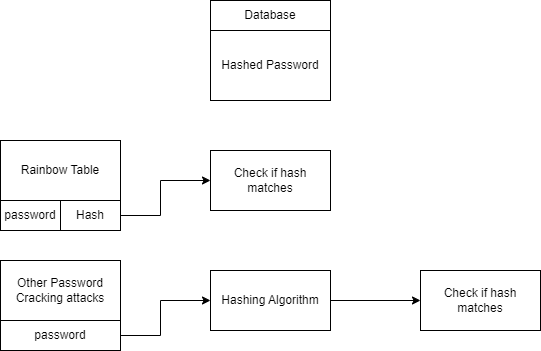 Database
Hashed Password
Rainbow Table
password
Hash
Check if hash
matches
Other Password
Cracking attacks
password
Hashing Algorithm
Check if hash
matches